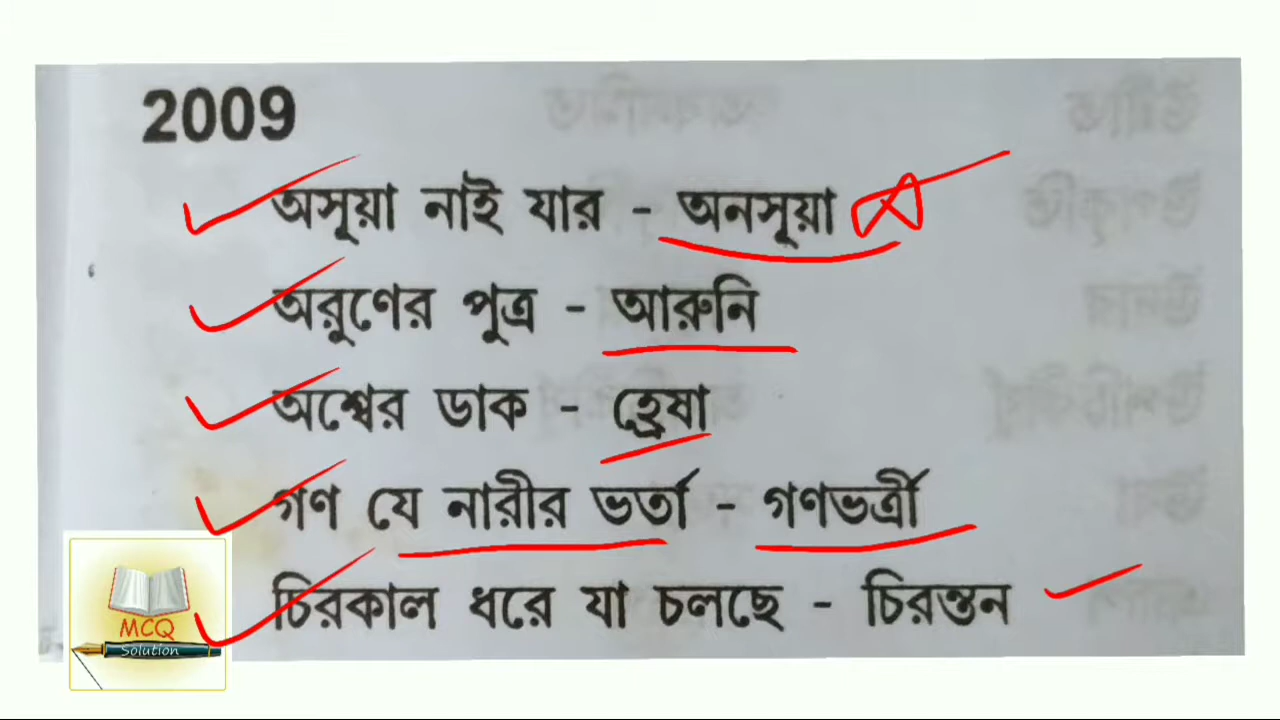 2009
অসূয়া নাই যার - অনসূয়া
অরুণের পুত্র - আরুনি
অশ্বের ডাক - হ্রেষা
গণ যে নারীর ভর্তা - গণভর্ত্রী
চিরকাল ধরে যা চলছে - চিরন্তন
MCQ
Solution